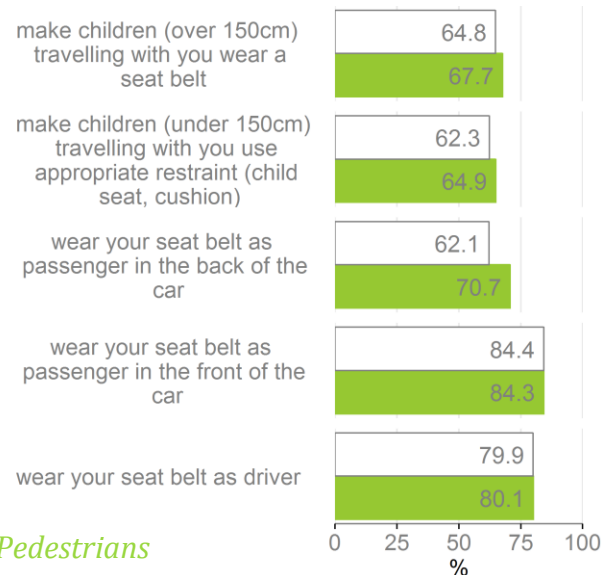 make children (over 150cm)
travelling with you wear a
seat belt
64.8
67.7
make children (under 150cm)
travelling with you use
appropriate restraint (child
seat, cushion)
62.3
64.9
wear your seat belt as
passenger in the back of the
car
62.1
70.7
wear your seat belt as
passenger in the front of the
car
84.4
84.3
wear your seat belt as driver
79.9
80.1
Pedestrians
0 25 50 75 100
%